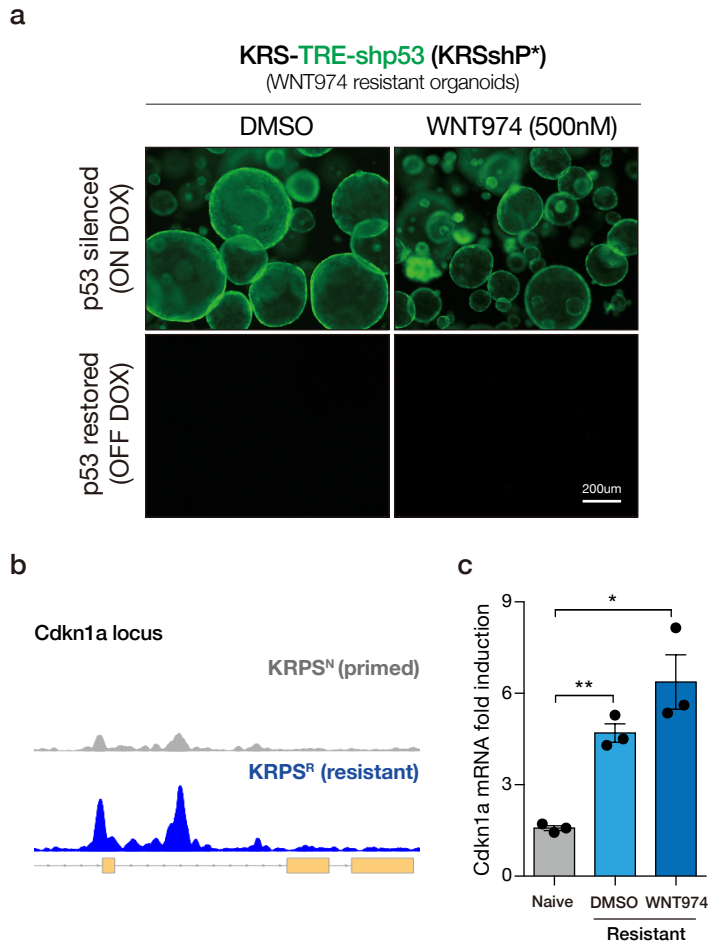 a
KRS-TRE-shp53 (KRSshP*)
(WNT974 resistant organoids)
DMSO
WNT974 (500nM)
p53 silenced
(ON DOX)
p53 restored
(OFF DOX)
200um
b
Cdkn1a locus
KRPSᴺ (primed)
KRPSᴿ (resistant)
c
Cdkn1a mRNA fold induction
9
6
3
0
*
**
Naive
DMSO
WNT974
Resistant